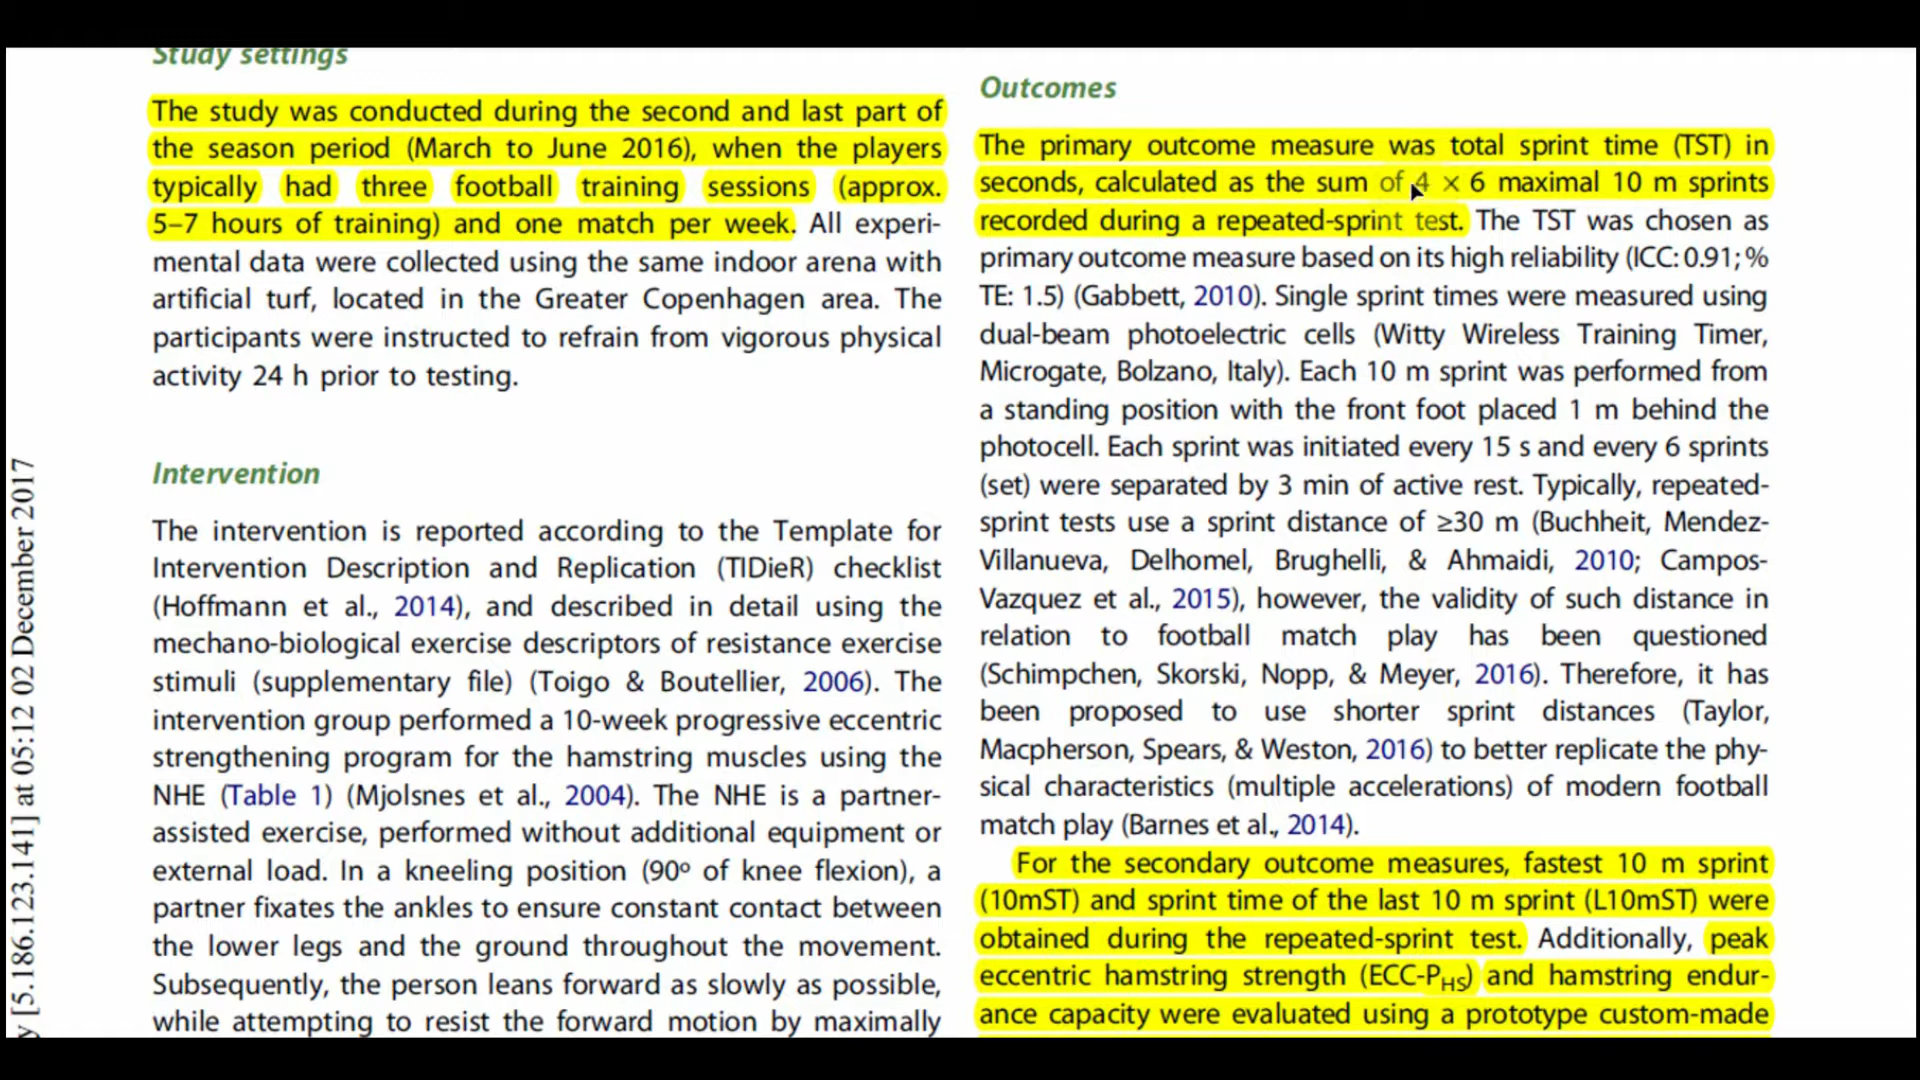 Study settings
The study was conducted during the second and last part of
the season period (March to June 2016), when the players
typically had three football training sessions (approx.
5–7 hours of training) and one match per week. All experi-
mental data were collected using the same indoor arena with
artificial turf, located in the Greater Copenhagen area. The
participants were instructed to refrain from vigorous physical
activity 24 h prior to testing.
Intervention
The intervention is reported according to the Template for
Intervention Description and Replication (TIDieR) checklist
(Hoffmann et al., 2014), and described in detail using the
mechano-biological exercise descriptors of resistance exercise
stimuli (supplementary file) (Toigo & Boutellier, 2006). The
intervention group performed a 10-week progressive eccentric
strengthening program for the hamstring muscles using the
NHE (Table 1) (Mjolsnes et al., 2004). The NHE is a partner-
assisted exercise, performed without additional equipment or
external load. In a kneeling position (90º of knee flexion), a
partner fixates the ankles to ensure constant contact between
the lower legs and the ground throughout the movement.
Subsequently, the person leans forward as slowly as possible,
while attempting to resist the forward motion by maximally
Outcomes
The primary outcome measure was total sprint time (TST) in
seconds, calculated as the sum of 4 × 6 maximal 10 m sprints
recorded during a repeated-sprint test. The TST was chosen as
primary outcome measure based on its high reliability (ICC: 0.91; %
TE: 1.5) (Gabbett, 2010). Single sprint times were measured using
dual-beam photoelectric cells (Witty Wireless Training Timer,
Microgate, Bolzano, Italy). Each 10 m sprint was performed from
a standing position with the front foot placed 1 m behind the
photocell. Each sprint was initiated every 15 s and every 6 sprints
(set) were separated by 3 min of active rest. Typically, repeated-
sprint tests use a sprint distance of ≥30 m (Buchheit, Mendez-
Villanueva, Delhomel, Brughelli, & Ahmaidi, 2010; Campos-
Vazquez et al., 2015), however, the validity of such distance in
relation to football match play has been questioned
(Schimpchen, Skorski, Nopp, & Meyer, 2016). Therefore, it has
been proposed to use shorter sprint distances (Taylor,
Macpherson, Spears, & Weston, 2016) to better replicate the phy-
sical characteristics (multiple accelerations) of modern football
match play (Barnes et al., 2014).
For the secondary outcome measures, fastest 10 m sprint
(10mST) and sprint time of the last 10 m sprint (L10mST) were
obtained during the repeated-sprint test. Additionally, peak
eccentric hamstring strength (ECC-PHS) and hamstring endur-
ance capacity were evaluated using a prototype custom-made
y [5.186.123.141] at 05:12 02 December 2017